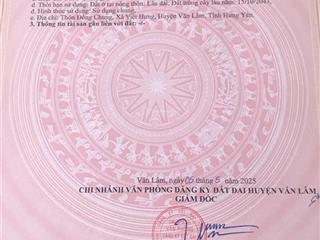 d. Thời hạn sử dụng: Đất ở tại nông thôn: Lâu dài; Đất trồng cây lâu năm: 15/10/2043;
đ. Hình thức sử dụng: Sử dụng chung;
e. Địa chỉ: Thôn Đồng Chung, Xã Việt Hưng, Huyện Văn Lâm, Tỉnh Hưng Yên.
3. Thông tin tài sản gắn liền với đất: -/-
Văn Lâm, ngày 05 tháng 5 năm 2025
CHI NHÁNH VĂN PHÒNG ĐĂNG KÝ ĐẤT ĐAI HUYỆN VĂN LÂM
GIÁM ĐỐC